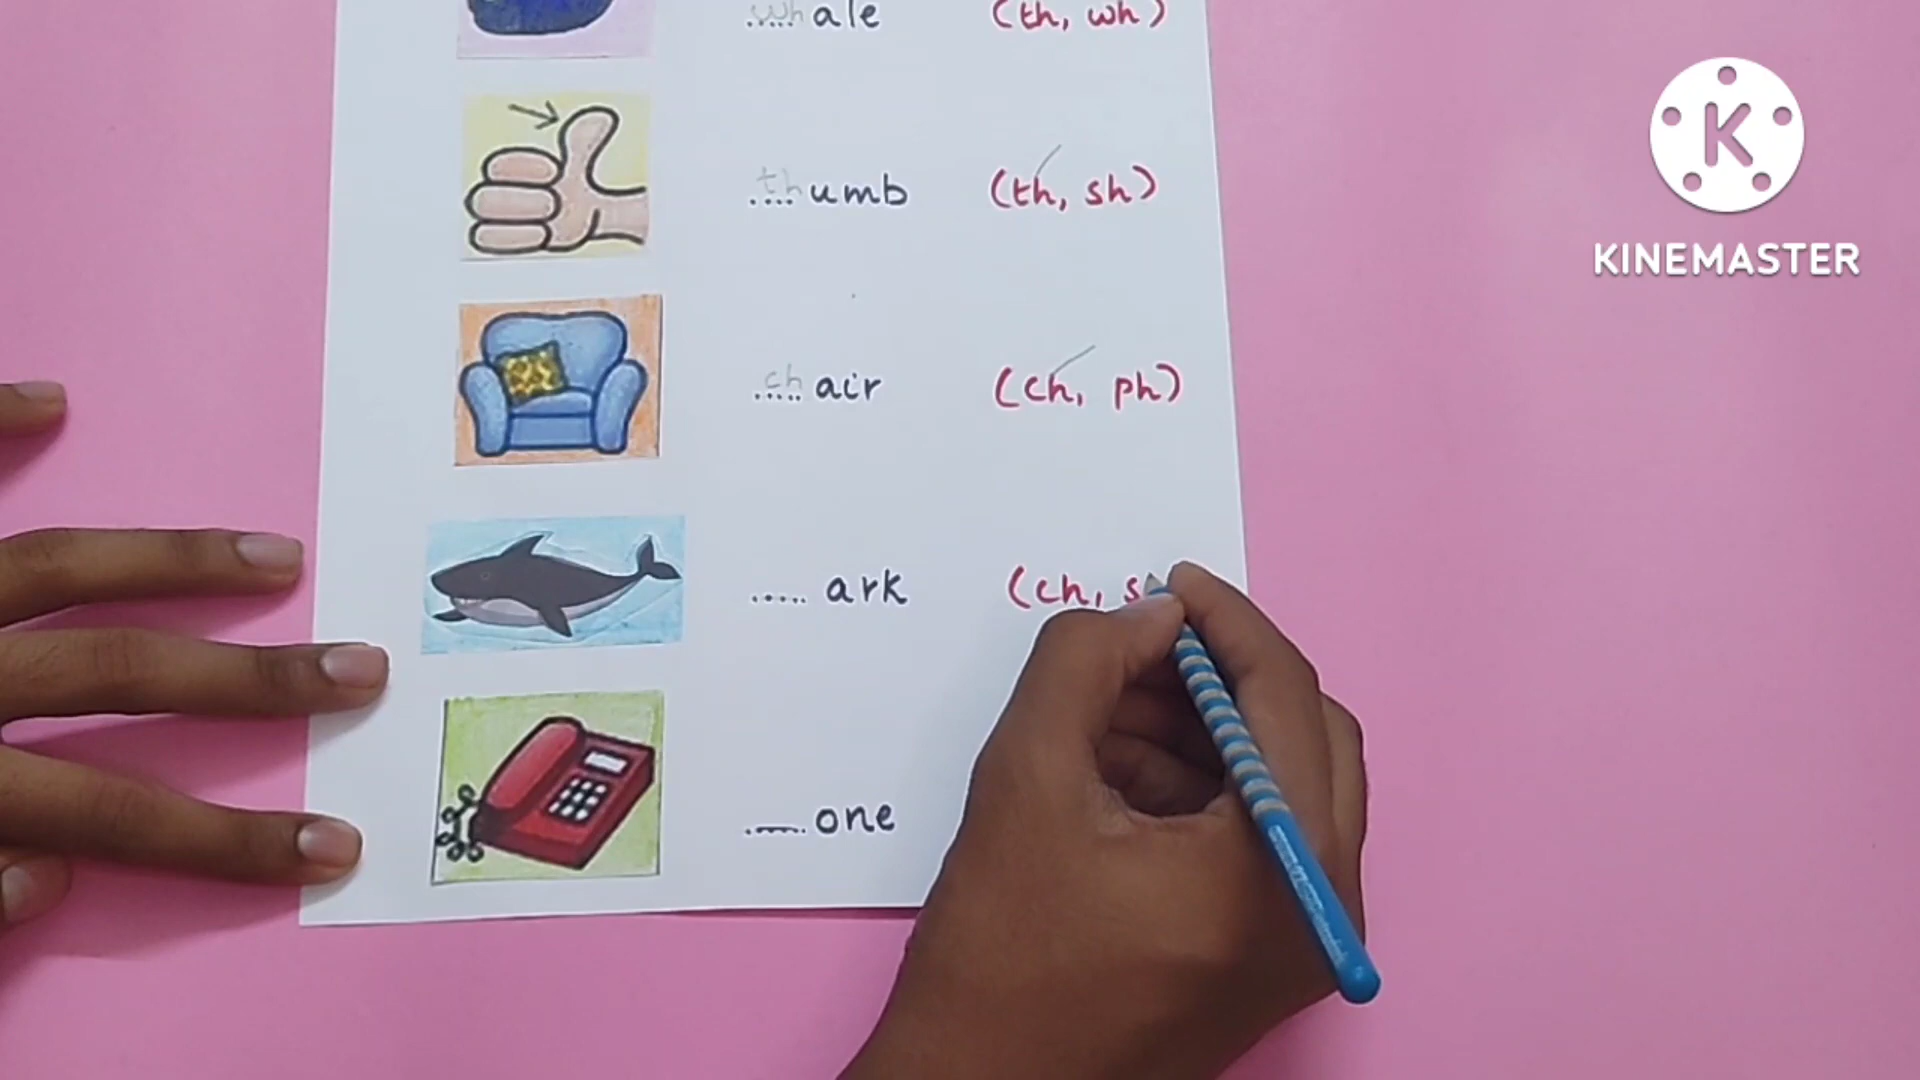 wh ale (th, wh)
th umb (th, sh)
ch air (ch, ph)
..... ark (ch, s
...... one
K
KINEMASTER